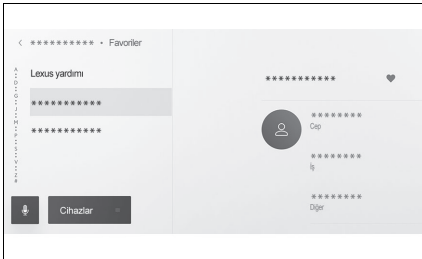 < ********** • Favoriler
A
D
G
J
M
P
S
V
Z
#
Lexus yardımı
***********
***********
Cihazlar
***********
********
Cep
********
İş
********
Diğer